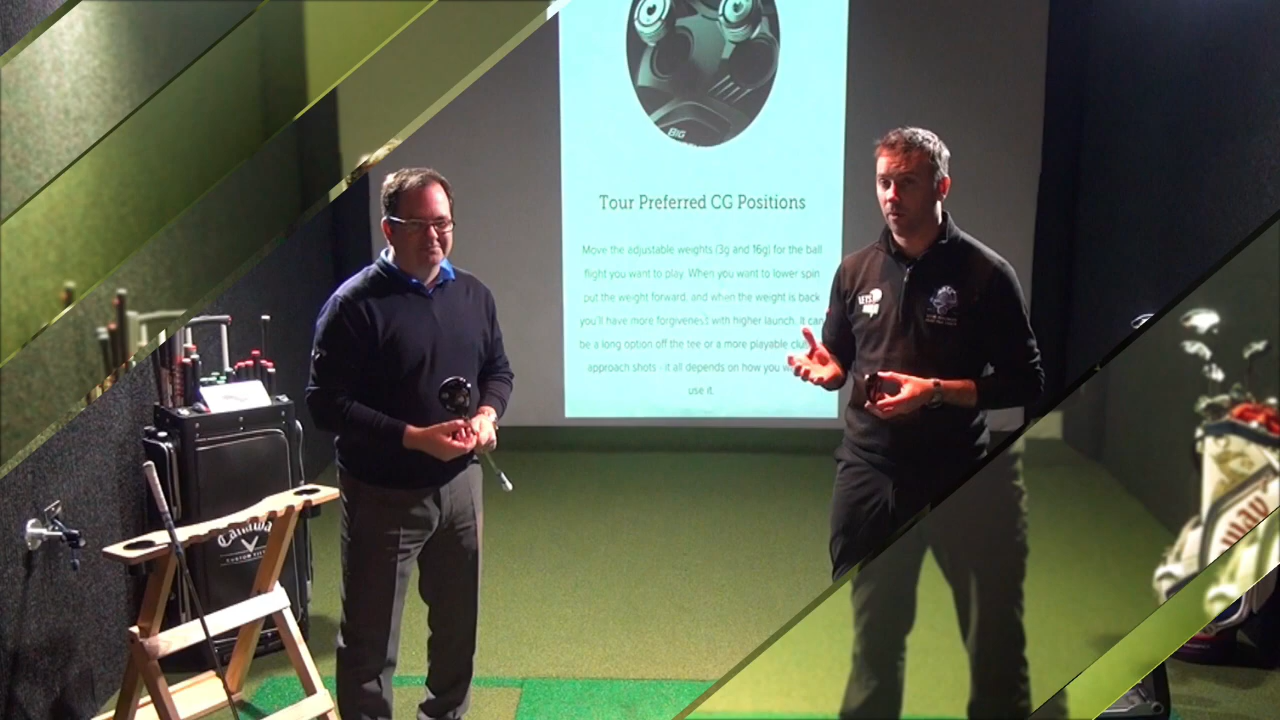 BIG
Tour Preferred CG Positions
Move the adjustable weights (3g and 16g) for the ball
flight you want to play. When you want to lower spin
put the weight forward, and when the weight is back
you'll have more forgiveness with higher launch. It can
be a long option off the tee or a more playable
approach shots - it all depends on how you
use it.
LETS
Callaway
CUSTOM
way